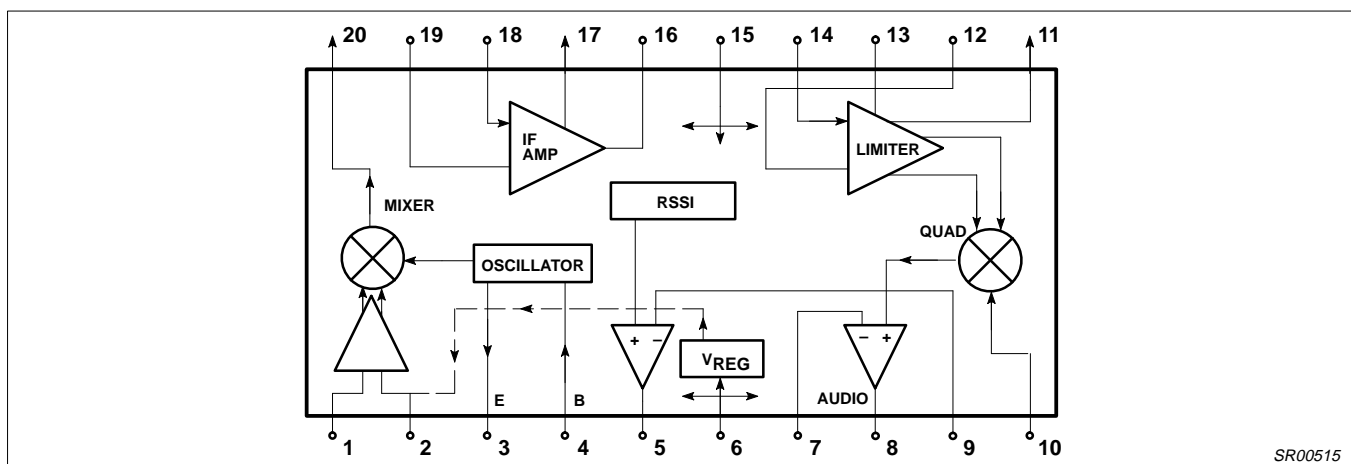 20 19 18 17 16 15 14 13 12 11
IF
AMP
LIMITER
RSSI
MIXER
QUAD
OSCILLATOR
+ − − +
VREG
E B AUDIO
1 2 3 4 5 6 7 8 9 10
SR00515